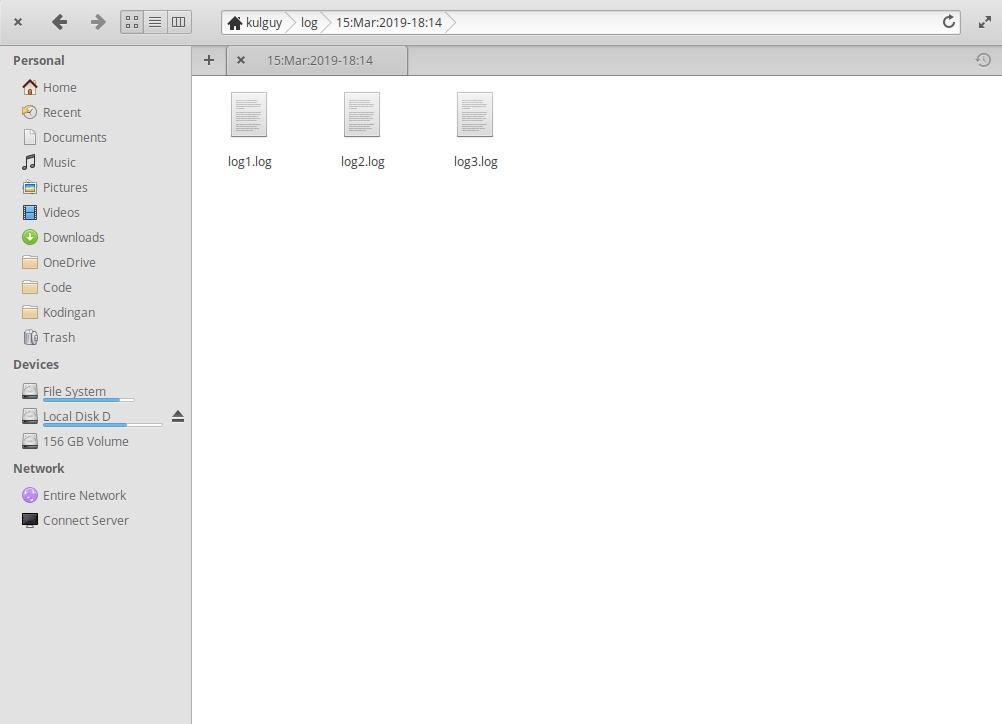 kulguy log 15:Mar:2019-18:14
15:Mar:2019-18:14
Personal
Home
Recent
Documents
Music
Pictures
Videos
Downloads
OneDrive
Code
Kodingan
Trash
Devices
File System
Local Disk D
156 GB Volume
Network
Entire Network
Connect Server
log1.log log2.log log3.log